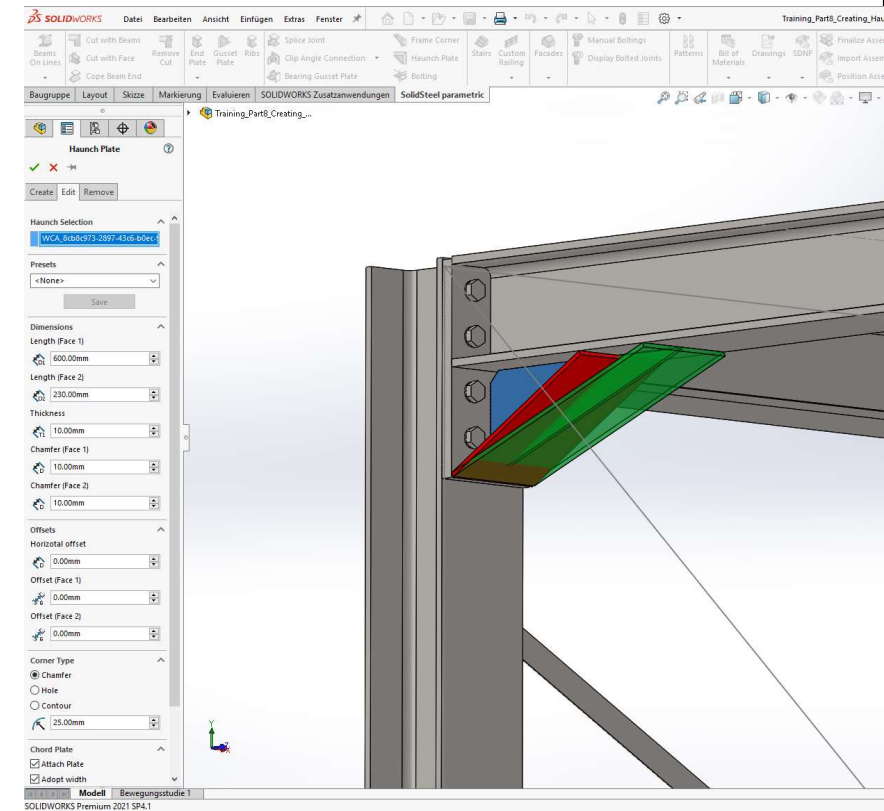 SOLIDWORKS Datei Bearbeiten Ansicht Einfügen Extras Fenster
Training_Part8_Creating_Hau
Beams On Lines
Cut with Beams
Cut with Face
Cope Beam End
Remove Cut
End Plate
Gusset Plate
Ribs
Splice Joint
Clip Angle Connection
Bearing Gusset Plate
Frame Corner
Haunch Plate
Bolting
Stairs
Custom Railing
Facades
Manual Boltings
Display Bolted Joints
Patterns
Bill of Materials
Drawings
SDNF
Finalize Asse
Import Assem
Position Asse
Baugruppe Layout Skizze Markierung Evaluieren SOLIDWORKS Zusatzanwendungen SolidSteel parametric
Training_Part8_Creating_...
Haunch Plate
Create Edit Remove
Haunch Selection
WCA_8cb8c973-2897-43c6-b0ec-
Presets
<None>
Save
Dimensions
Length (Face 1)
600.00mm
Length (Face 2)
230.00mm
Thickness
10.00mm
Chamfer (Face 1)
10.00mm
Chamfer (Face 2)
10.00mm
Offsets
Horizotal offset
0.00mm
Offset (Face 1)
0.00mm
Offset (Face 2)
0.00mm
Corner Type
Chamfer
Hole
Contour
25.00mm
Chord Plate
Attach Plate
Adopt width
Y
Z
X
Modell Bewegungsstudie 1
SOLIDWORKS Premium 2021 SP4.1